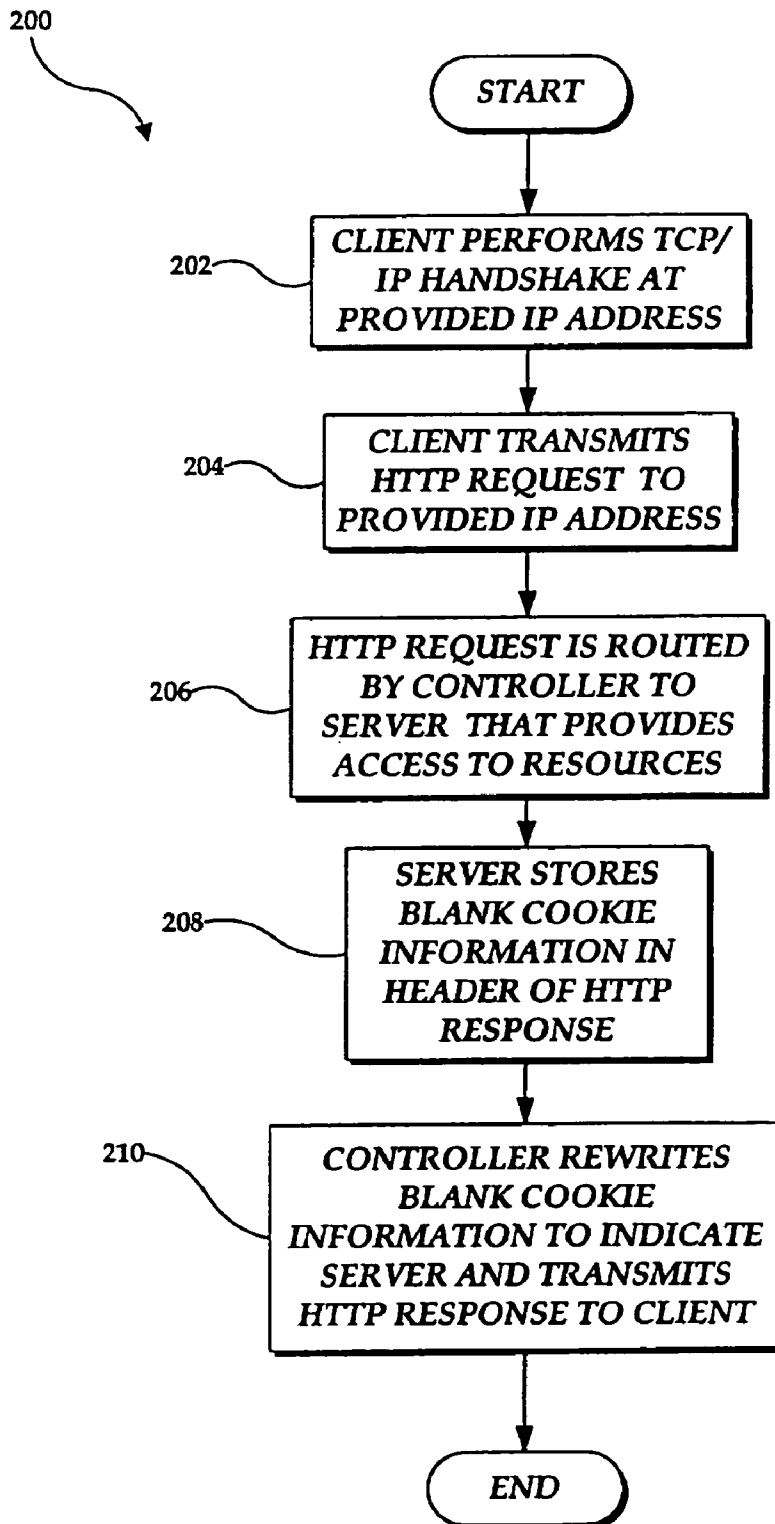 200
START
202
CLIENT PERFORMS TCP/
IP HANDSHAKE AT
PROVIDED IP ADDRESS
204
CLIENT TRANSMITS
HTTP REQUEST TO
PROVIDED IP ADDRESS
206
HTTP REQUEST IS ROUTED
BY CONTROLLER TO
SERVER THAT PROVIDES
ACCESS TO RESOURCES
208
SERVER STORES
BLANK COOKIE
INFORMATION IN
HEADER OF HTTP
RESPONSE
210
CONTROLLER REWRITES
BLANK COOKIE
INFORMATION TO INDICATE
SERVER AND TRANSMITS
HTTP RESPONSE TO CLIENT
END